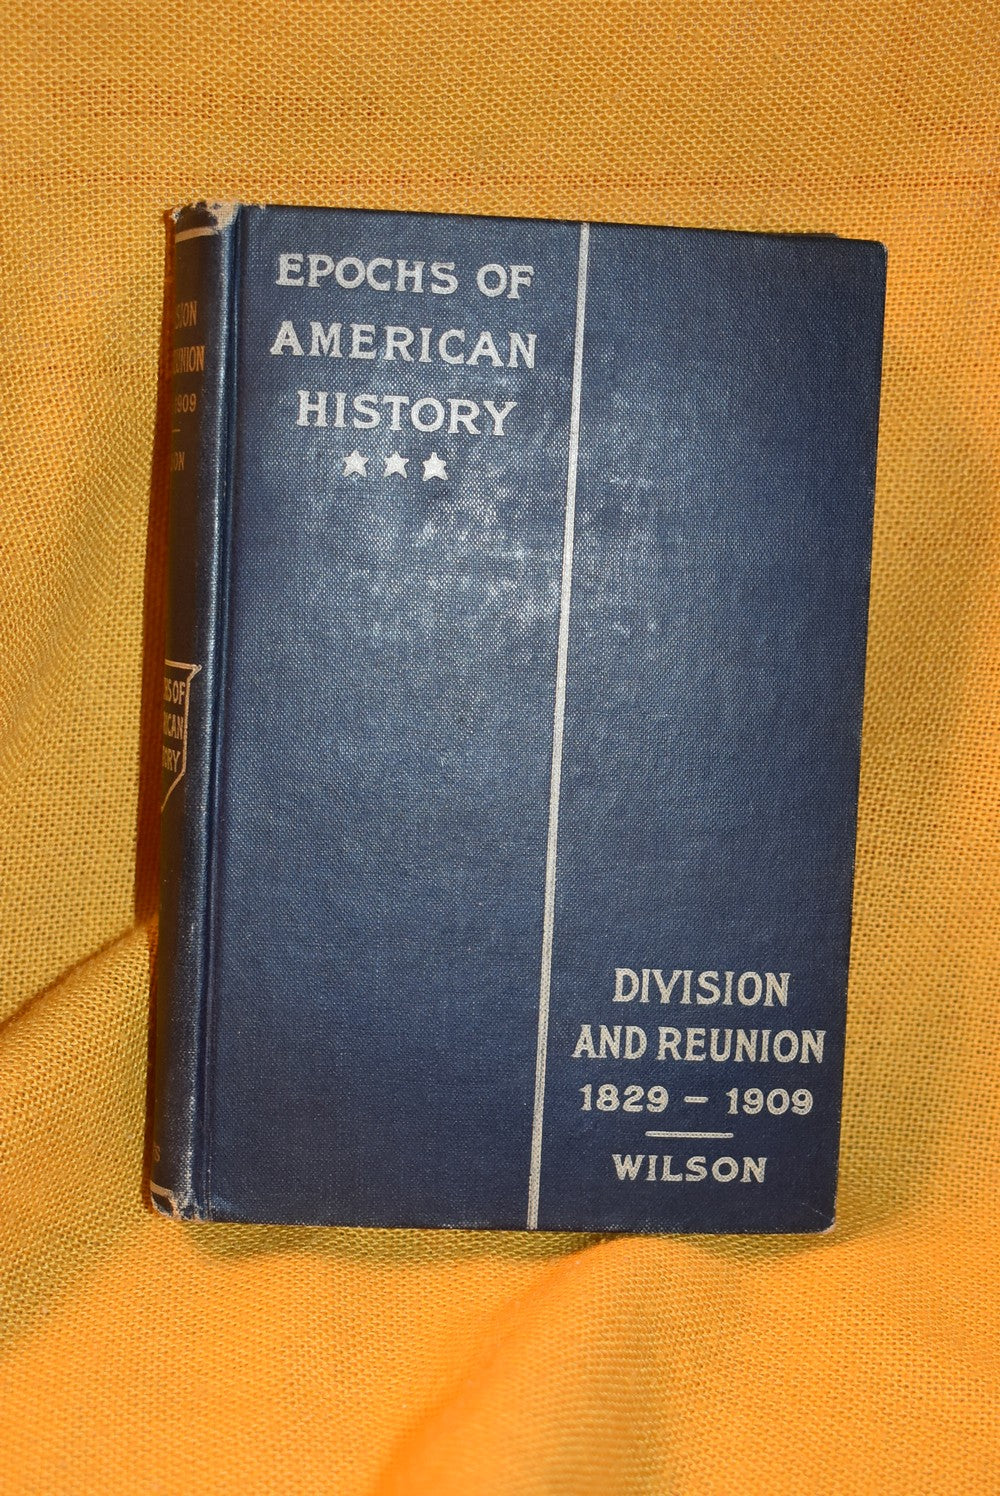 EPOCHS OF
AMERICAN
HISTORY
DIVISION
AND REUNION
1829 – 1909
WILSON